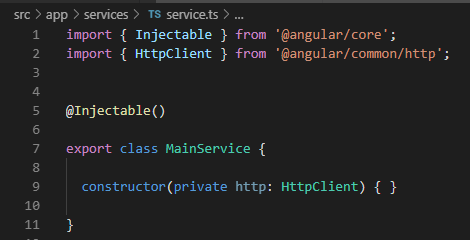 src > app > services > TS service.ts > ...
1 import { Injectable } from '@angular/core';
2 import { HttpClient } from '@angular/common/http';
3
4
5 @Injectable()
6
7 export class MainService {
8
9 constructor(private http: HttpClient) { }
10
11 }